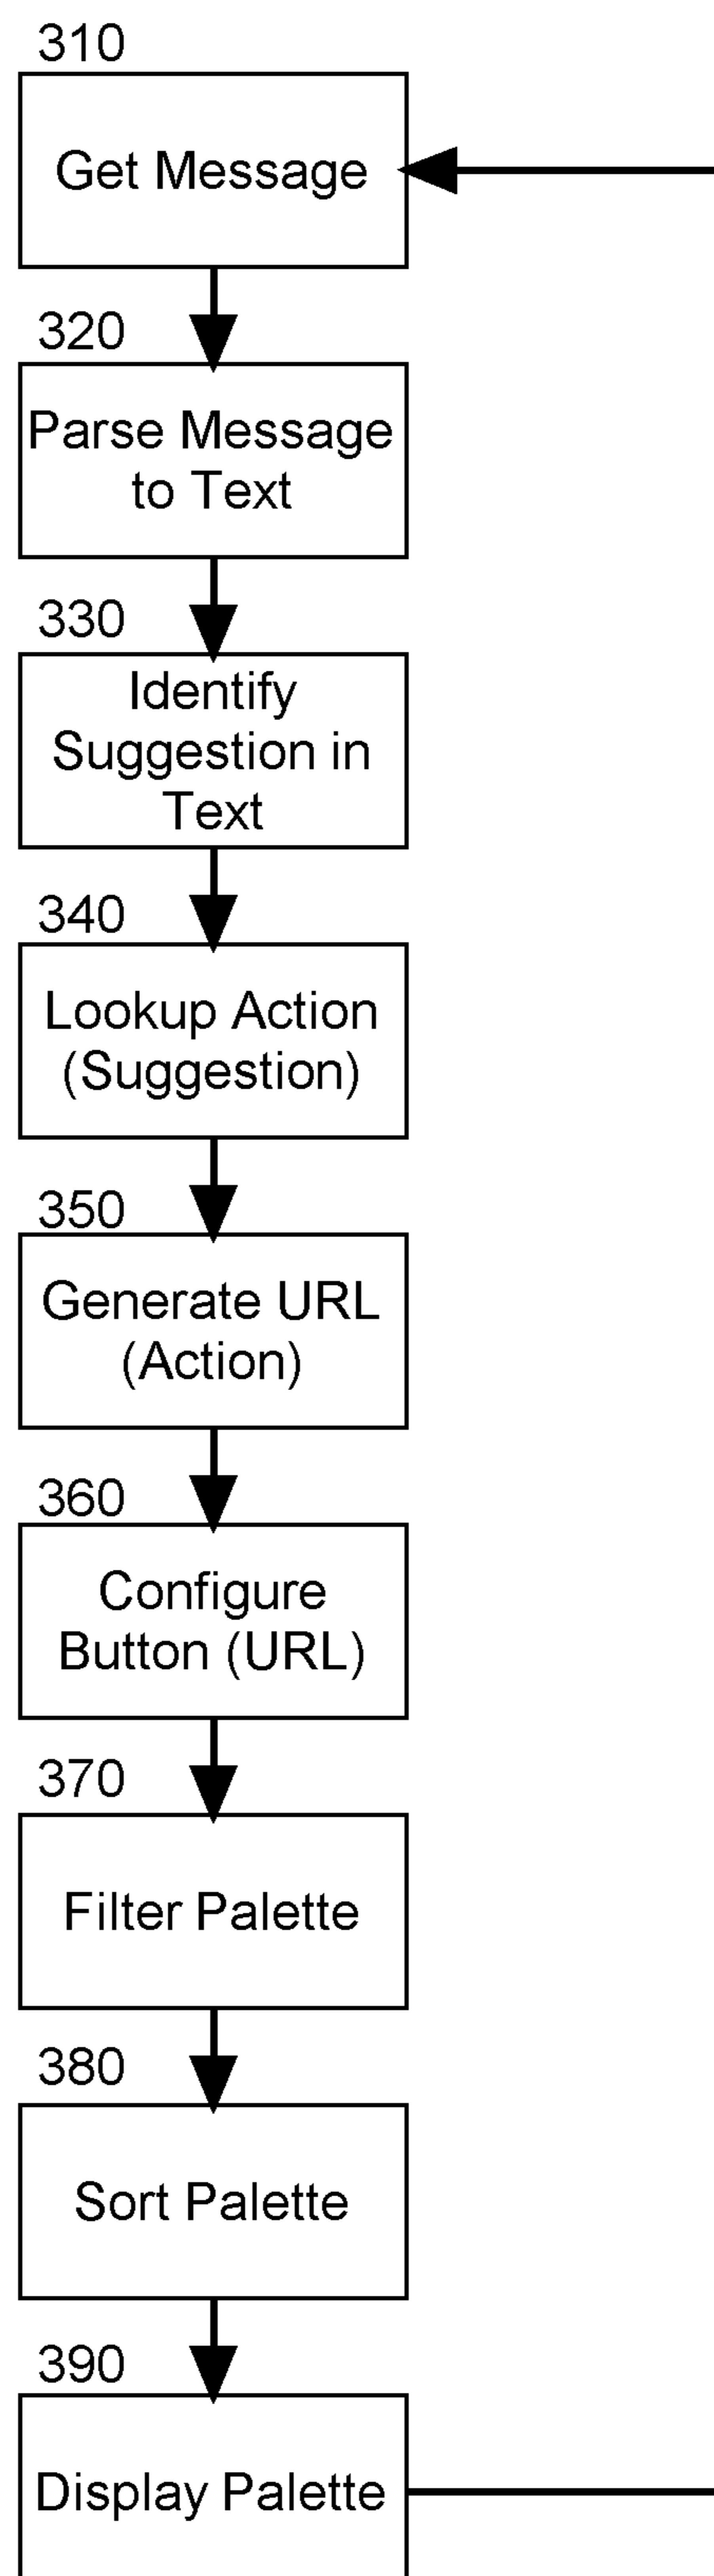 310
Get Message
320
Parse Message
to Text
330
Identify
Suggestion in
Text
340
Lookup Action
(Suggestion)
350
Generate URL
(Action)
360
Configure
Button (URL)
370
Filter Palette
380
Sort Palette
390
Display Palette